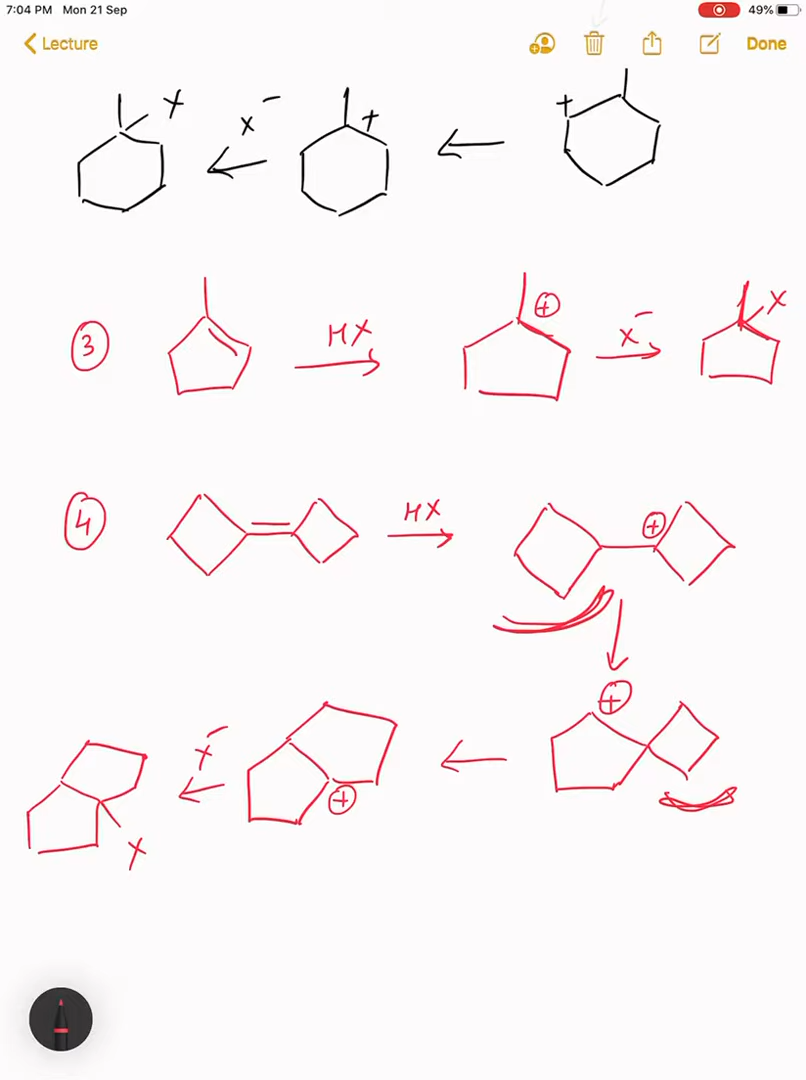 7:04 PM Mon 21 Sep
49%
Lecture
Done
X X⁻ + +
③ HX ⊕ X⁻ X
④ HX ⊕
⊕
X⁻ ⊕
X